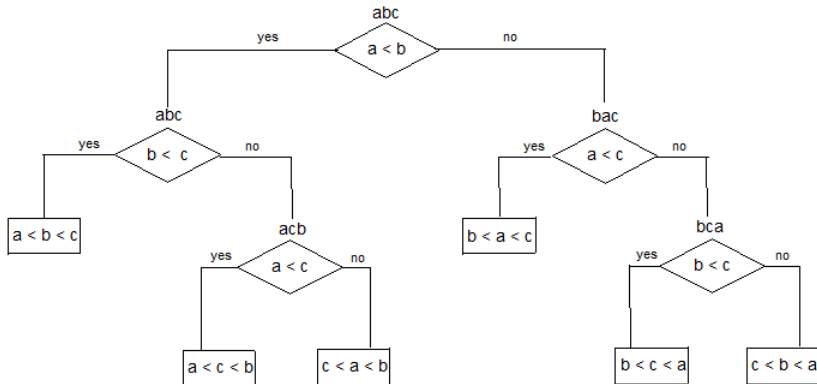 abc
yes
a < b
no
abc
bac
yes
b < c
no
yes
a < c
no
a < b < c
acb
b < a < c
bca
yes
a < c
no
yes
b < c
no
a < c < b
c < a < b
b < c < a
c < b < a